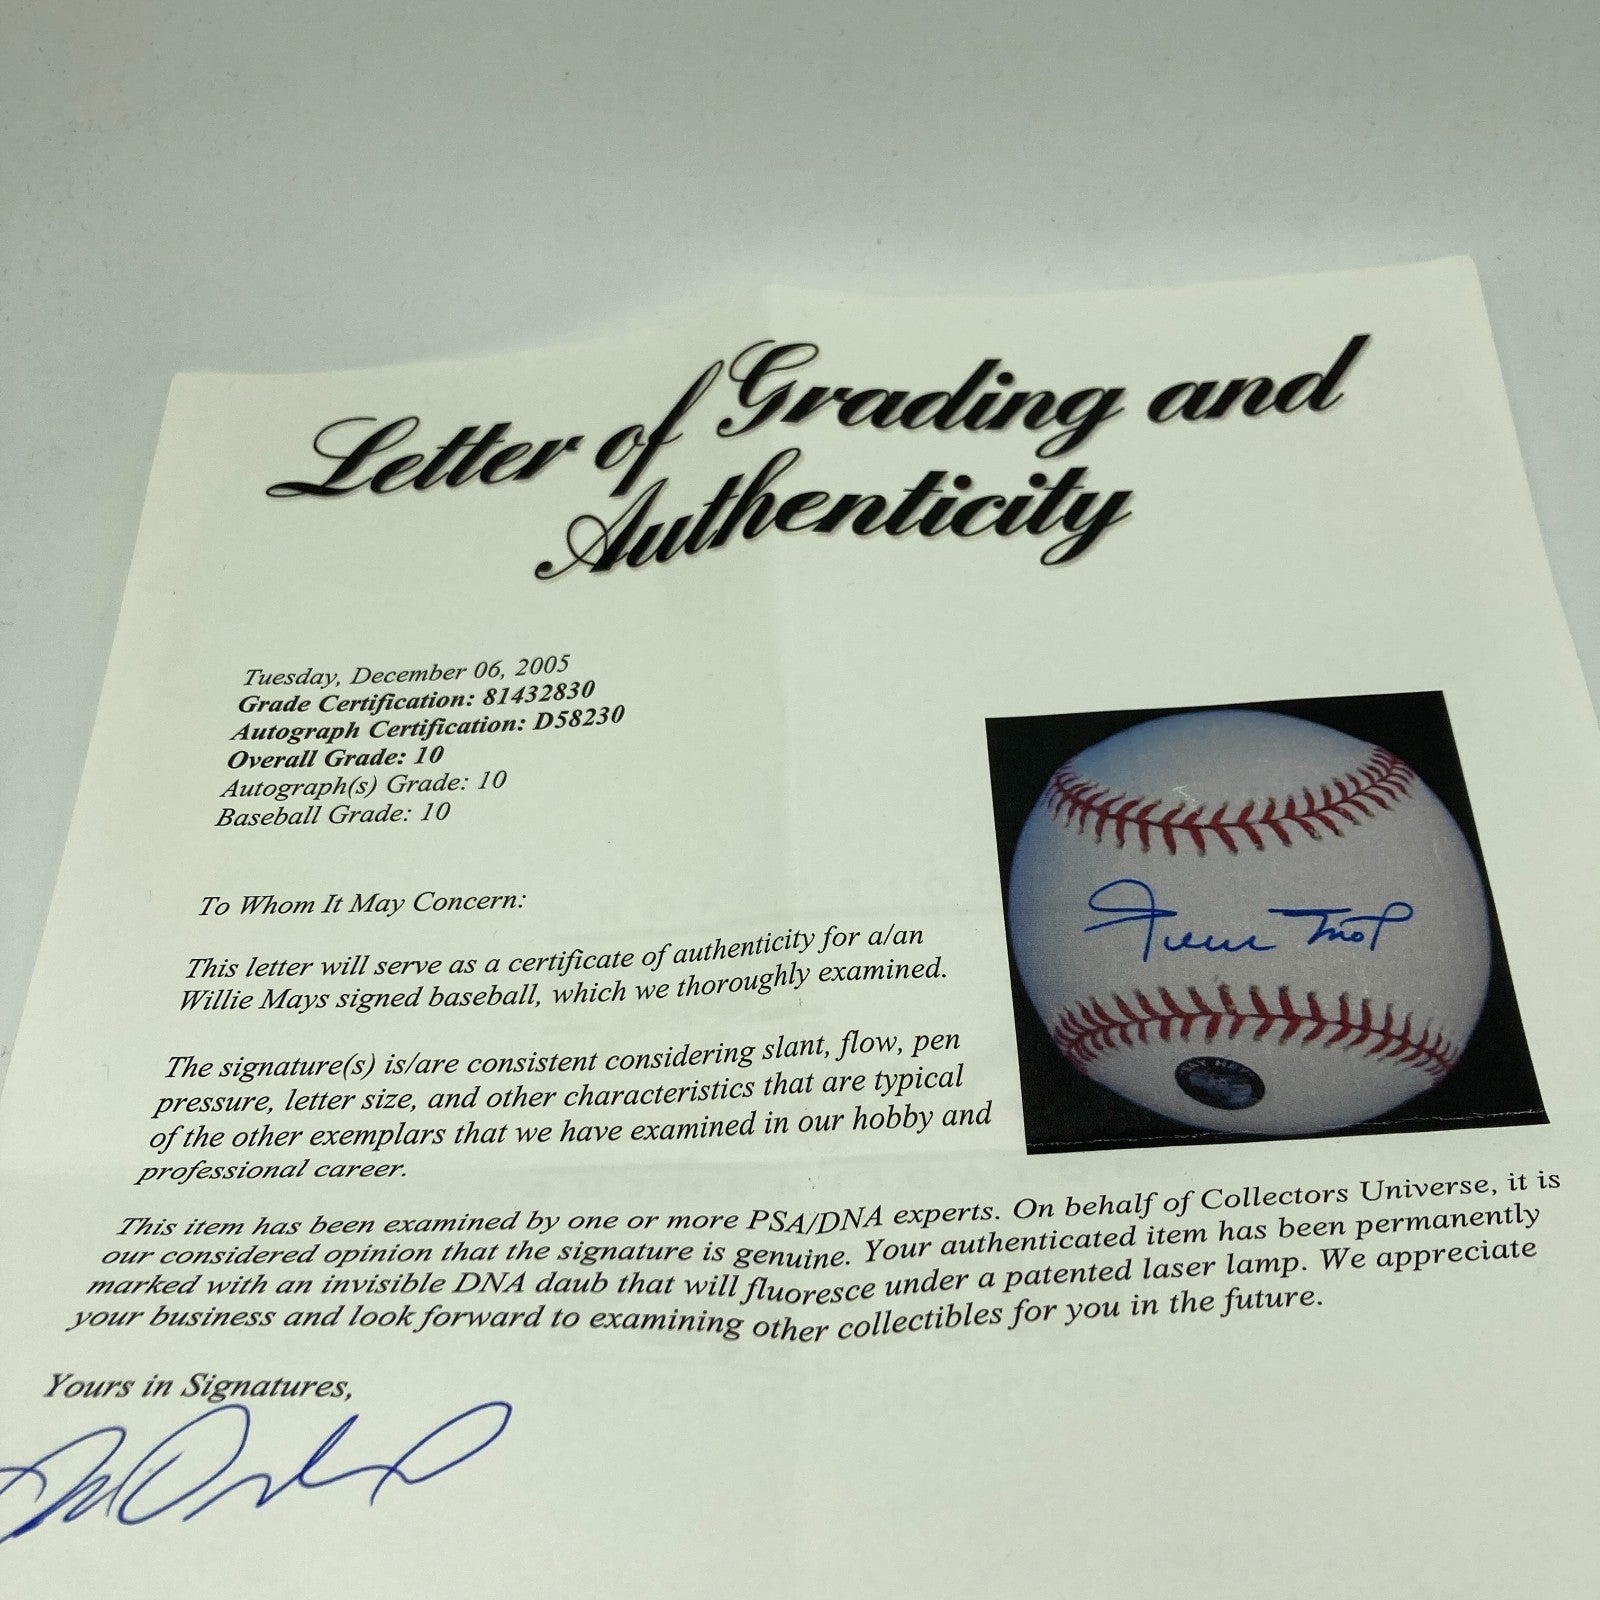 Letter of Grading and
Authenticity
Tuesday, December 06, 2005
Grade Certification: 81432830
Autograph Certification: D58230
Overall Grade: 10
Autograph(s) Grade: 10
Baseball Grade: 10
To Whom It May Concern:
This letter will serve as a certificate of authenticity for a/an
Willie Mays signed baseball, which we thoroughly examined.
The signature(s) is/are consistent considering slant, flow, pen
pressure, letter size, and other characteristics that are typical
of the other exemplars that we have examined in our hobby and
professional career.
This item has been examined by one or more PSA/DNA experts. On behalf of Collectors Universe, it is
our considered opinion that the signature is genuine. Your authenticated item has been permanently
marked with an invisible DNA daub that will fluoresce under a patented laser lamp. We appreciate
your business and look forward to examining other collectibles for you in the future.
Yours in Signatures,